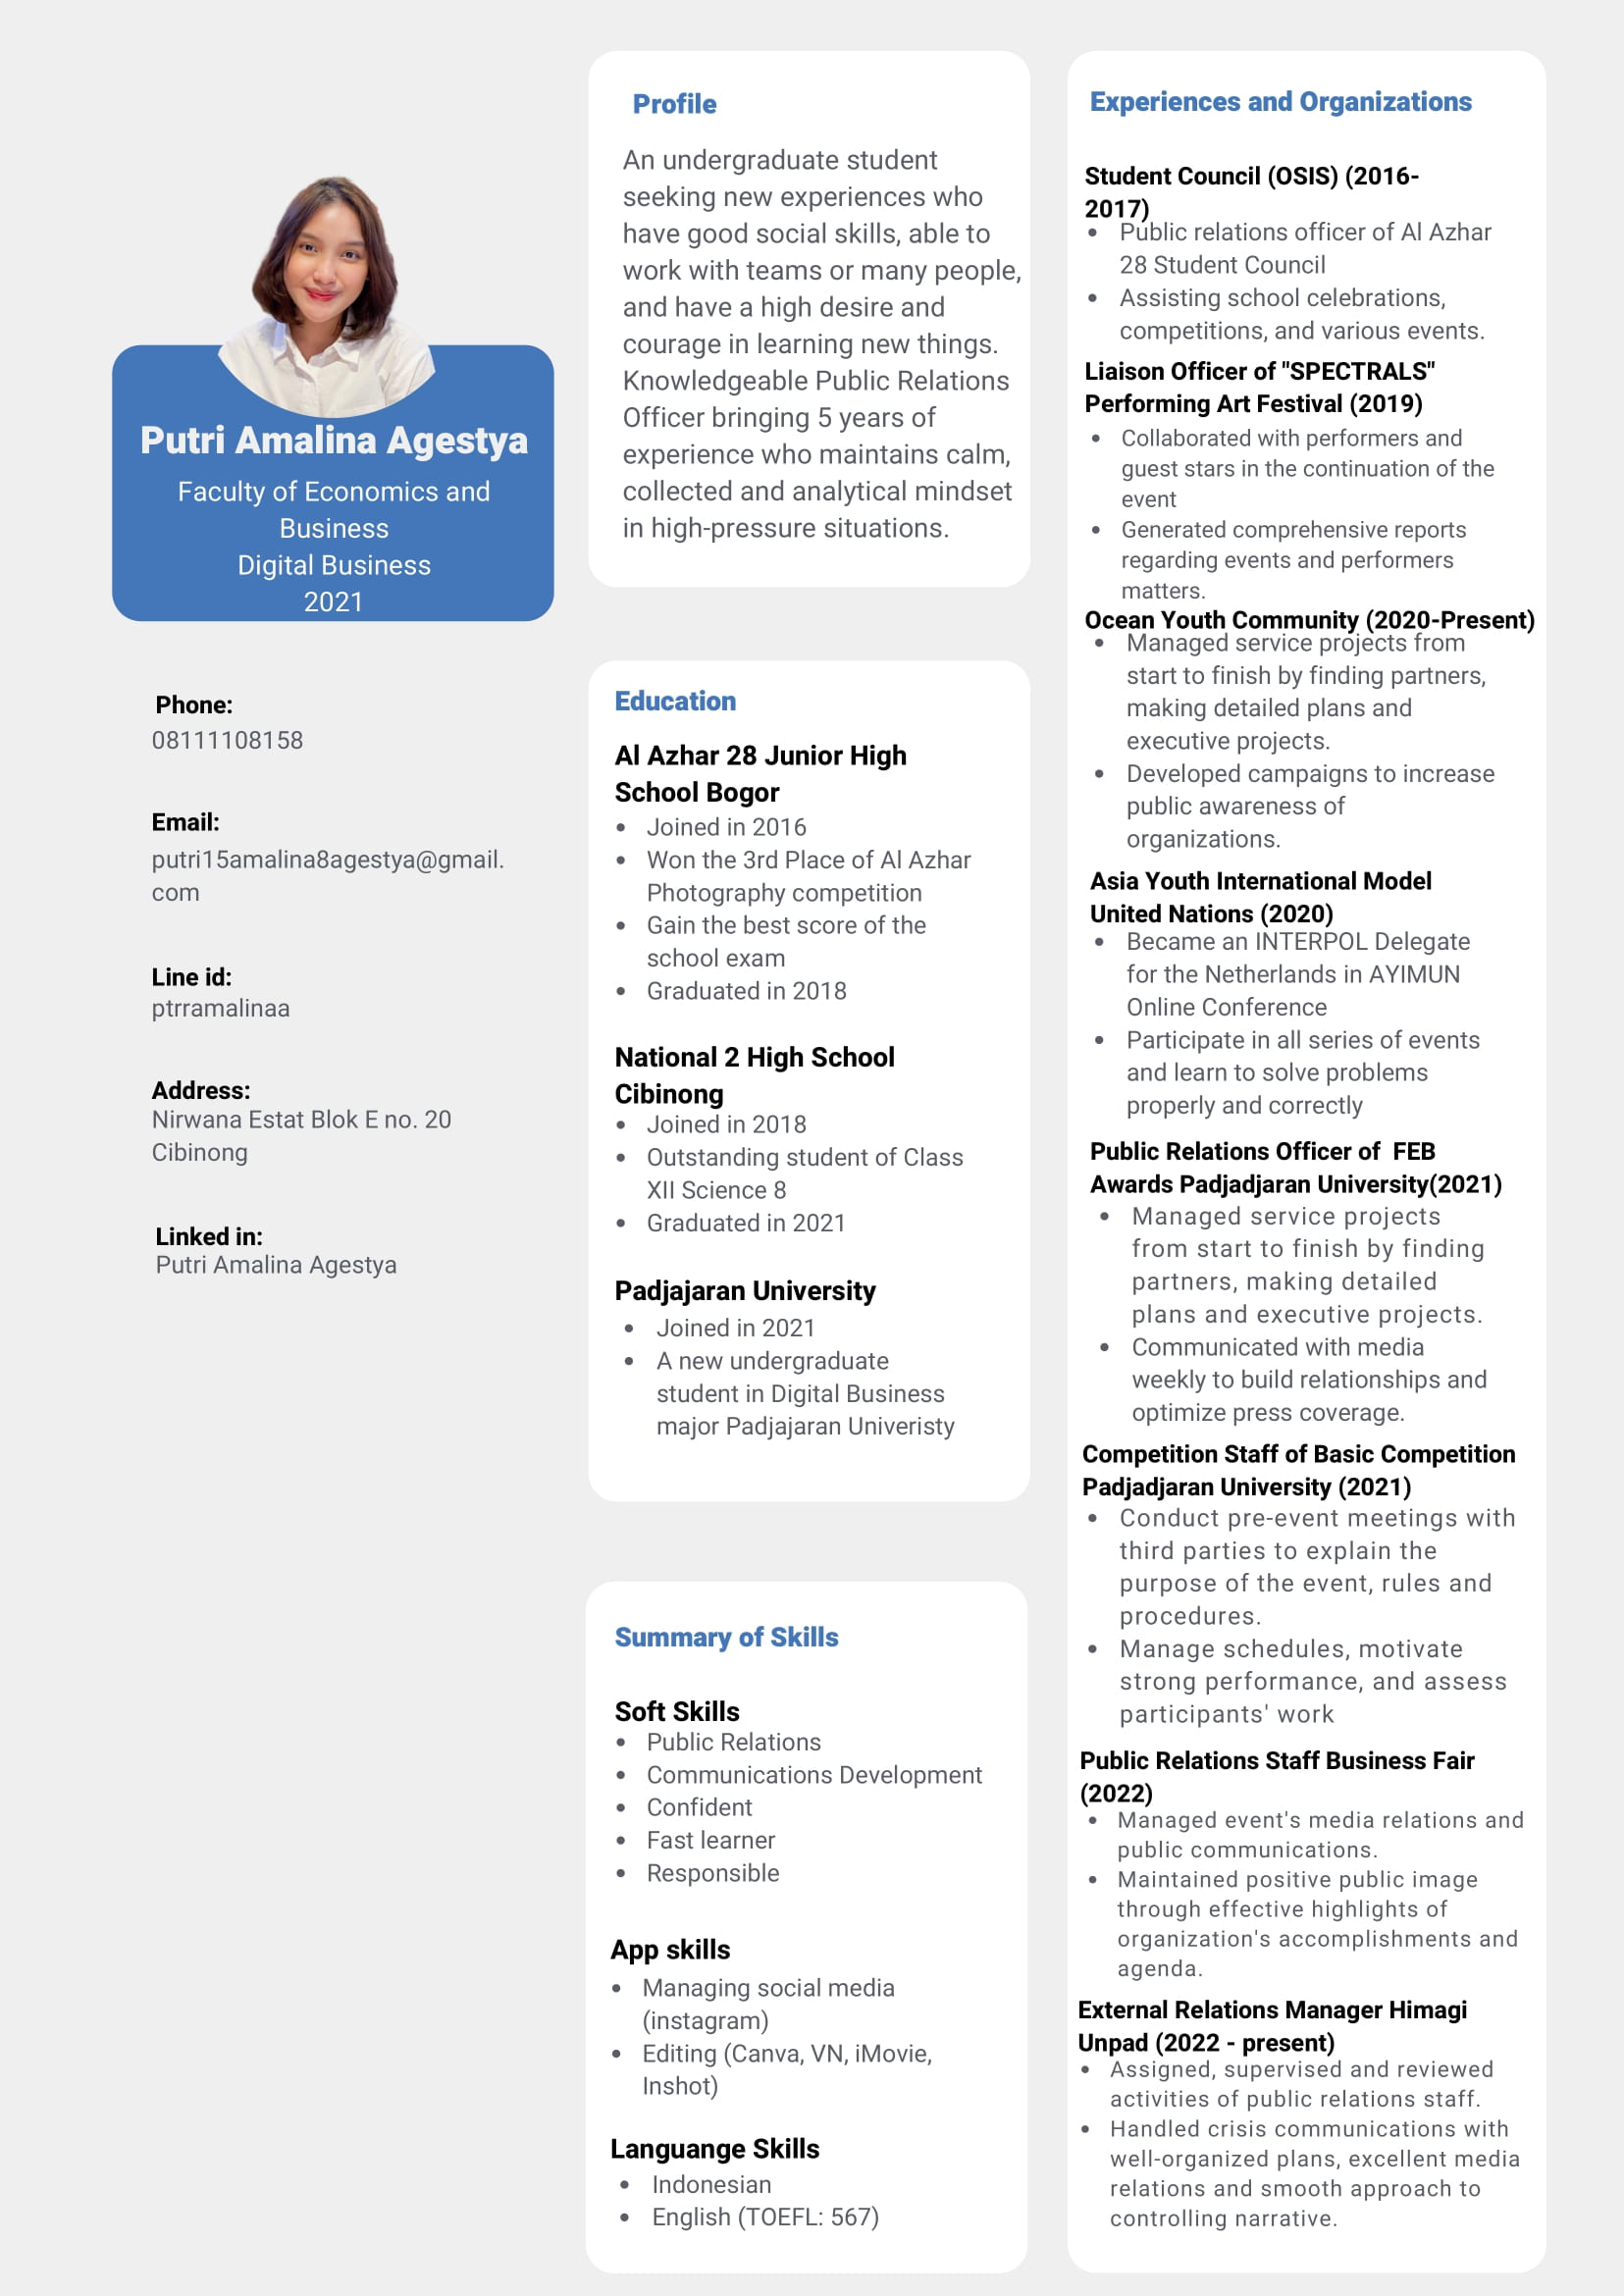 Putri Amalina Agestya
Faculty of Economics and
Business
Digital Business
2021
Phone:
08111108158
Email:
putri15amalina8agestya@gmail.
com
Line id:
ptrramalinaa
Address:
Nirwana Estat Blok E no. 20
Cibinong
Linked in:
Putri Amalina Agestya
Profile
An undergraduate student
seeking new experiences who
have good social skills, able to
work with teams or many people,
and have a high desire and
courage in learning new things.
Knowledgeable Public Relations
Officer bringing 5 years of
experience who maintains calm,
collected and analytical mindset
in high-pressure situations.
Education
Al Azhar 28 Junior High
School Bogor
• Joined in 2016
• Won the 3rd Place of Al Azhar
Photography competition
• Gain the best score of the
school exam
• Graduated in 2018
National 2 High School
Cibinong
• Joined in 2018
• Outstanding student of Class
XII Science 8
• Graduated in 2021
Padjajaran University
• Joined in 2021
• A new undergraduate
student in Digital Business
major Padjajaran Univeristy
Summary of Skills
Soft Skills
• Public Relations
• Communications Development
• Confident
• Fast learner
• Responsible
App skills
• Managing social media
(instagram)
• Editing (Canva, VN, iMovie,
Inshot)
Languange Skills
• Indonesian
• English (TOEFL: 567)
Experiences and Organizations
Student Council (OSIS) (2016-
2017)
• Public relations officer of Al Azhar
28 Student Council
• Assisting school celebrations,
competitions, and various events.
Liaison Officer of "SPECTRALS"
Performing Art Festival (2019)
• Collaborated with performers and
guest stars in the continuation of the
event
• Generated comprehensive reports
regarding events and performers
matters.
Ocean Youth Community (2020-Present)
• Managed service projects from
start to finish by finding partners,
making detailed plans and
executive projects.
• Developed campaigns to increase
public awareness of
organizations.
Asia Youth International Model
United Nations (2020)
• Became an INTERPOL Delegate
for the Netherlands in AYIMUN
Online Conference
• Participate in all series of events
and learn to solve problems
properly and correctly
Public Relations Officer of  FEB
Awards Padjadjaran University(2021)
• Managed service projects
from start to finish by finding
partners, making detailed
plans and executive projects.
• Communicated with media
weekly to build relationships and
optimize press coverage.
Competition Staff of Basic Competition
Padjadjaran University (2021)
• Conduct pre-event meetings with
third parties to explain the
purpose of the event, rules and
procedures.
• Manage schedules, motivate
strong performance, and assess
participants' work
Public Relations Staff Business Fair
(2022)
• Managed event's media relations and
public communications.
• Maintained positive public image
through effective highlights of
organization's accomplishments and
agenda.
External Relations Manager Himagi
Unpad (2022 - present)
• Assigned, supervised and reviewed
activities of public relations staff.
• Handled crisis communications with
well-organized plans, excellent media
relations and smooth approach to
controlling narrative.